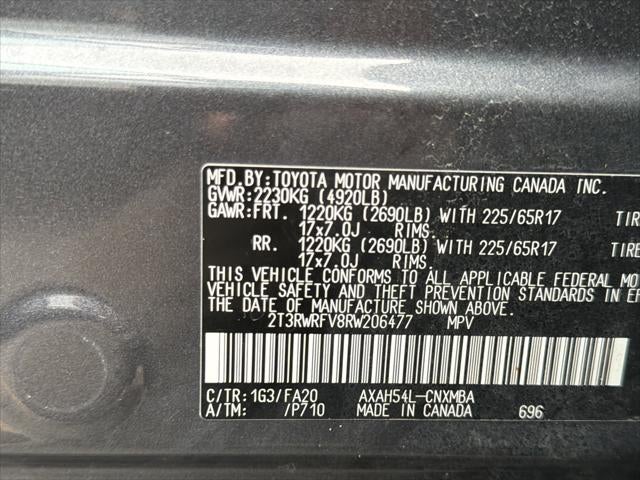 MFD.BY:TOYOTA MOTOR MANUFACTURING CANADA INC.
GVWR:2230KG (4920LB)
GAWR:FRT. 1220KG (2690LB) WITH 225/65R17 TIRE
17x7.0J RIMS.
RR. 1220KG (2690LB) WITH 225/65R17 TIRE
17x7.0J RIMS.
THIS VEHICLE CONFORMS TO ALL APPLICABLE FEDERAL MO
VEHICLE SAFETY AND THEFT PREVENTION STANDARDS IN E
THE DATE OF MANUFACTURE SHOWN ABOVE.
2T3RWRFV8RW206477 MPV
C/TR:1G3/FA20 AXAH54L-CNXMBA
A/TM: /P710 MADE IN CANADA 696